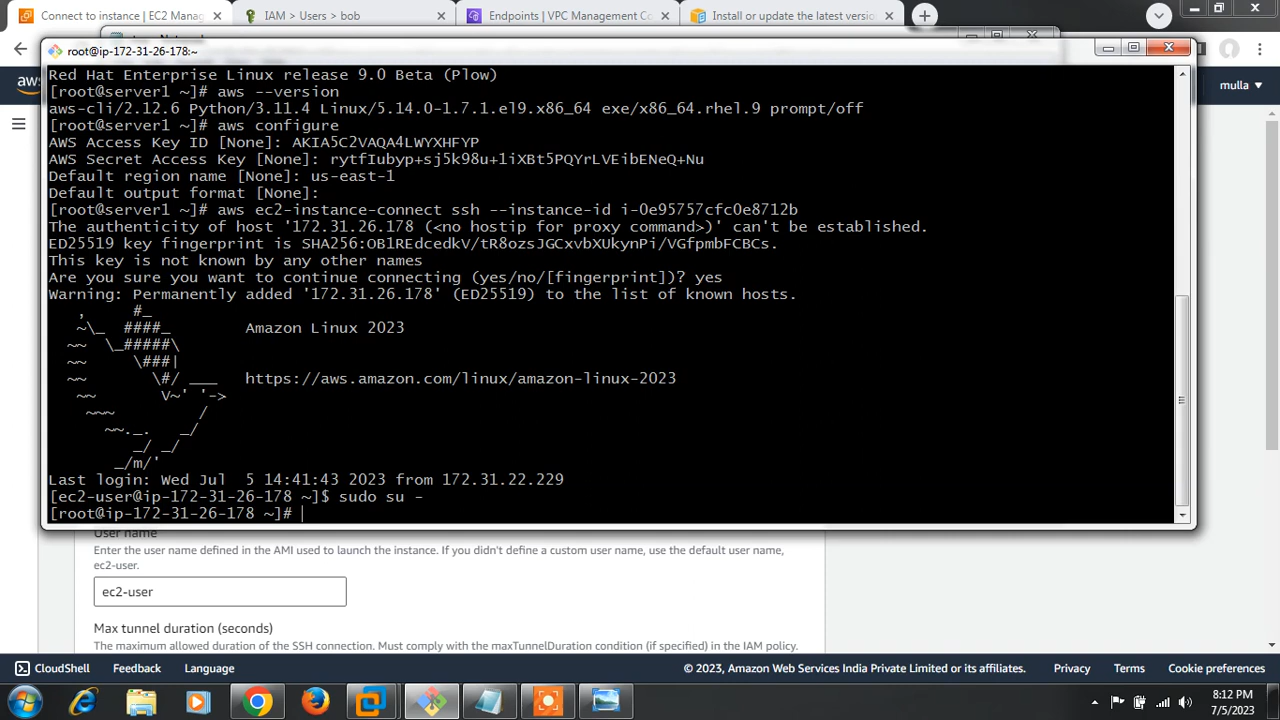 Connect to instance | EC2 Manag
IAM > Users > bob
Endpoints | VPC Management Co
Install or update the latest versio
root@ip-172-31-26-178:~
aws
mulla
Red Hat Enterprise Linux release 9.0 Beta (Plow)
[root@server1 ~]# aws --version
aws-cli/2.12.6 Python/3.11.4 Linux/5.14.0-1.7.1.el9.x86_64 exe/x86_64.rhel.9 prompt/off
[root@server1 ~]# aws configure
AWS Access Key ID [None]: AKIA5C2VAQA4LWYXHFYP
AWS Secret Access Key [None]: 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
Default region name [None]: us-east-1
Default output format [None]:
[root@server1 ~]# aws ec2-instance-connect ssh --instance-id i-0e95757cfc0e8712b
The authenticity of host '172.31.26.178 (<no hostip for proxy command>)' can't be established.
ED25519 key fingerprint is SHA256:OB1REdcedkV/tR8ozsJGCxvbXUkynPi/VGfpmbFCBCs.
This key is not known by any other names
Are you sure you want to continue connecting (yes/no/[fingerprint])? yes
Warning: Permanently added '172.31.26.178' (ED25519) to the list of known hosts.
   ,     #_
   ~\_  ####_        Amazon Linux 2023
  ~~  \_#####\
  ~~     \###|
  ~~       \#/ ___   https://aws.amazon.com/linux/amazon-linux-2023
   ~~       V~' '->
    ~~~         /
      ~~._.   _/
         _/ _/
       _/m/'
Last login: Wed Jul  5 14:41:43 2023 from 172.31.22.229
[ec2-user@ip-172-31-26-178 ~]$ sudo su -
[root@ip-172-31-26-178 ~]#
User name
Enter the user name defined in the AMI used to launch the instance. If you didn't define a custom user name, use the default user name,
ec2-user.
ec2-user
Max tunnel duration (seconds)
The maximum allowed duration of the SSH connection. Must comply with the maxTunnelDuration condition (if specified) in the IAM policy.
CloudShell Feedback Language © 2023, Amazon Web Services India Private Limited or its affiliates. Privacy Terms Cookie preferences
8:12 PM
7/5/2023